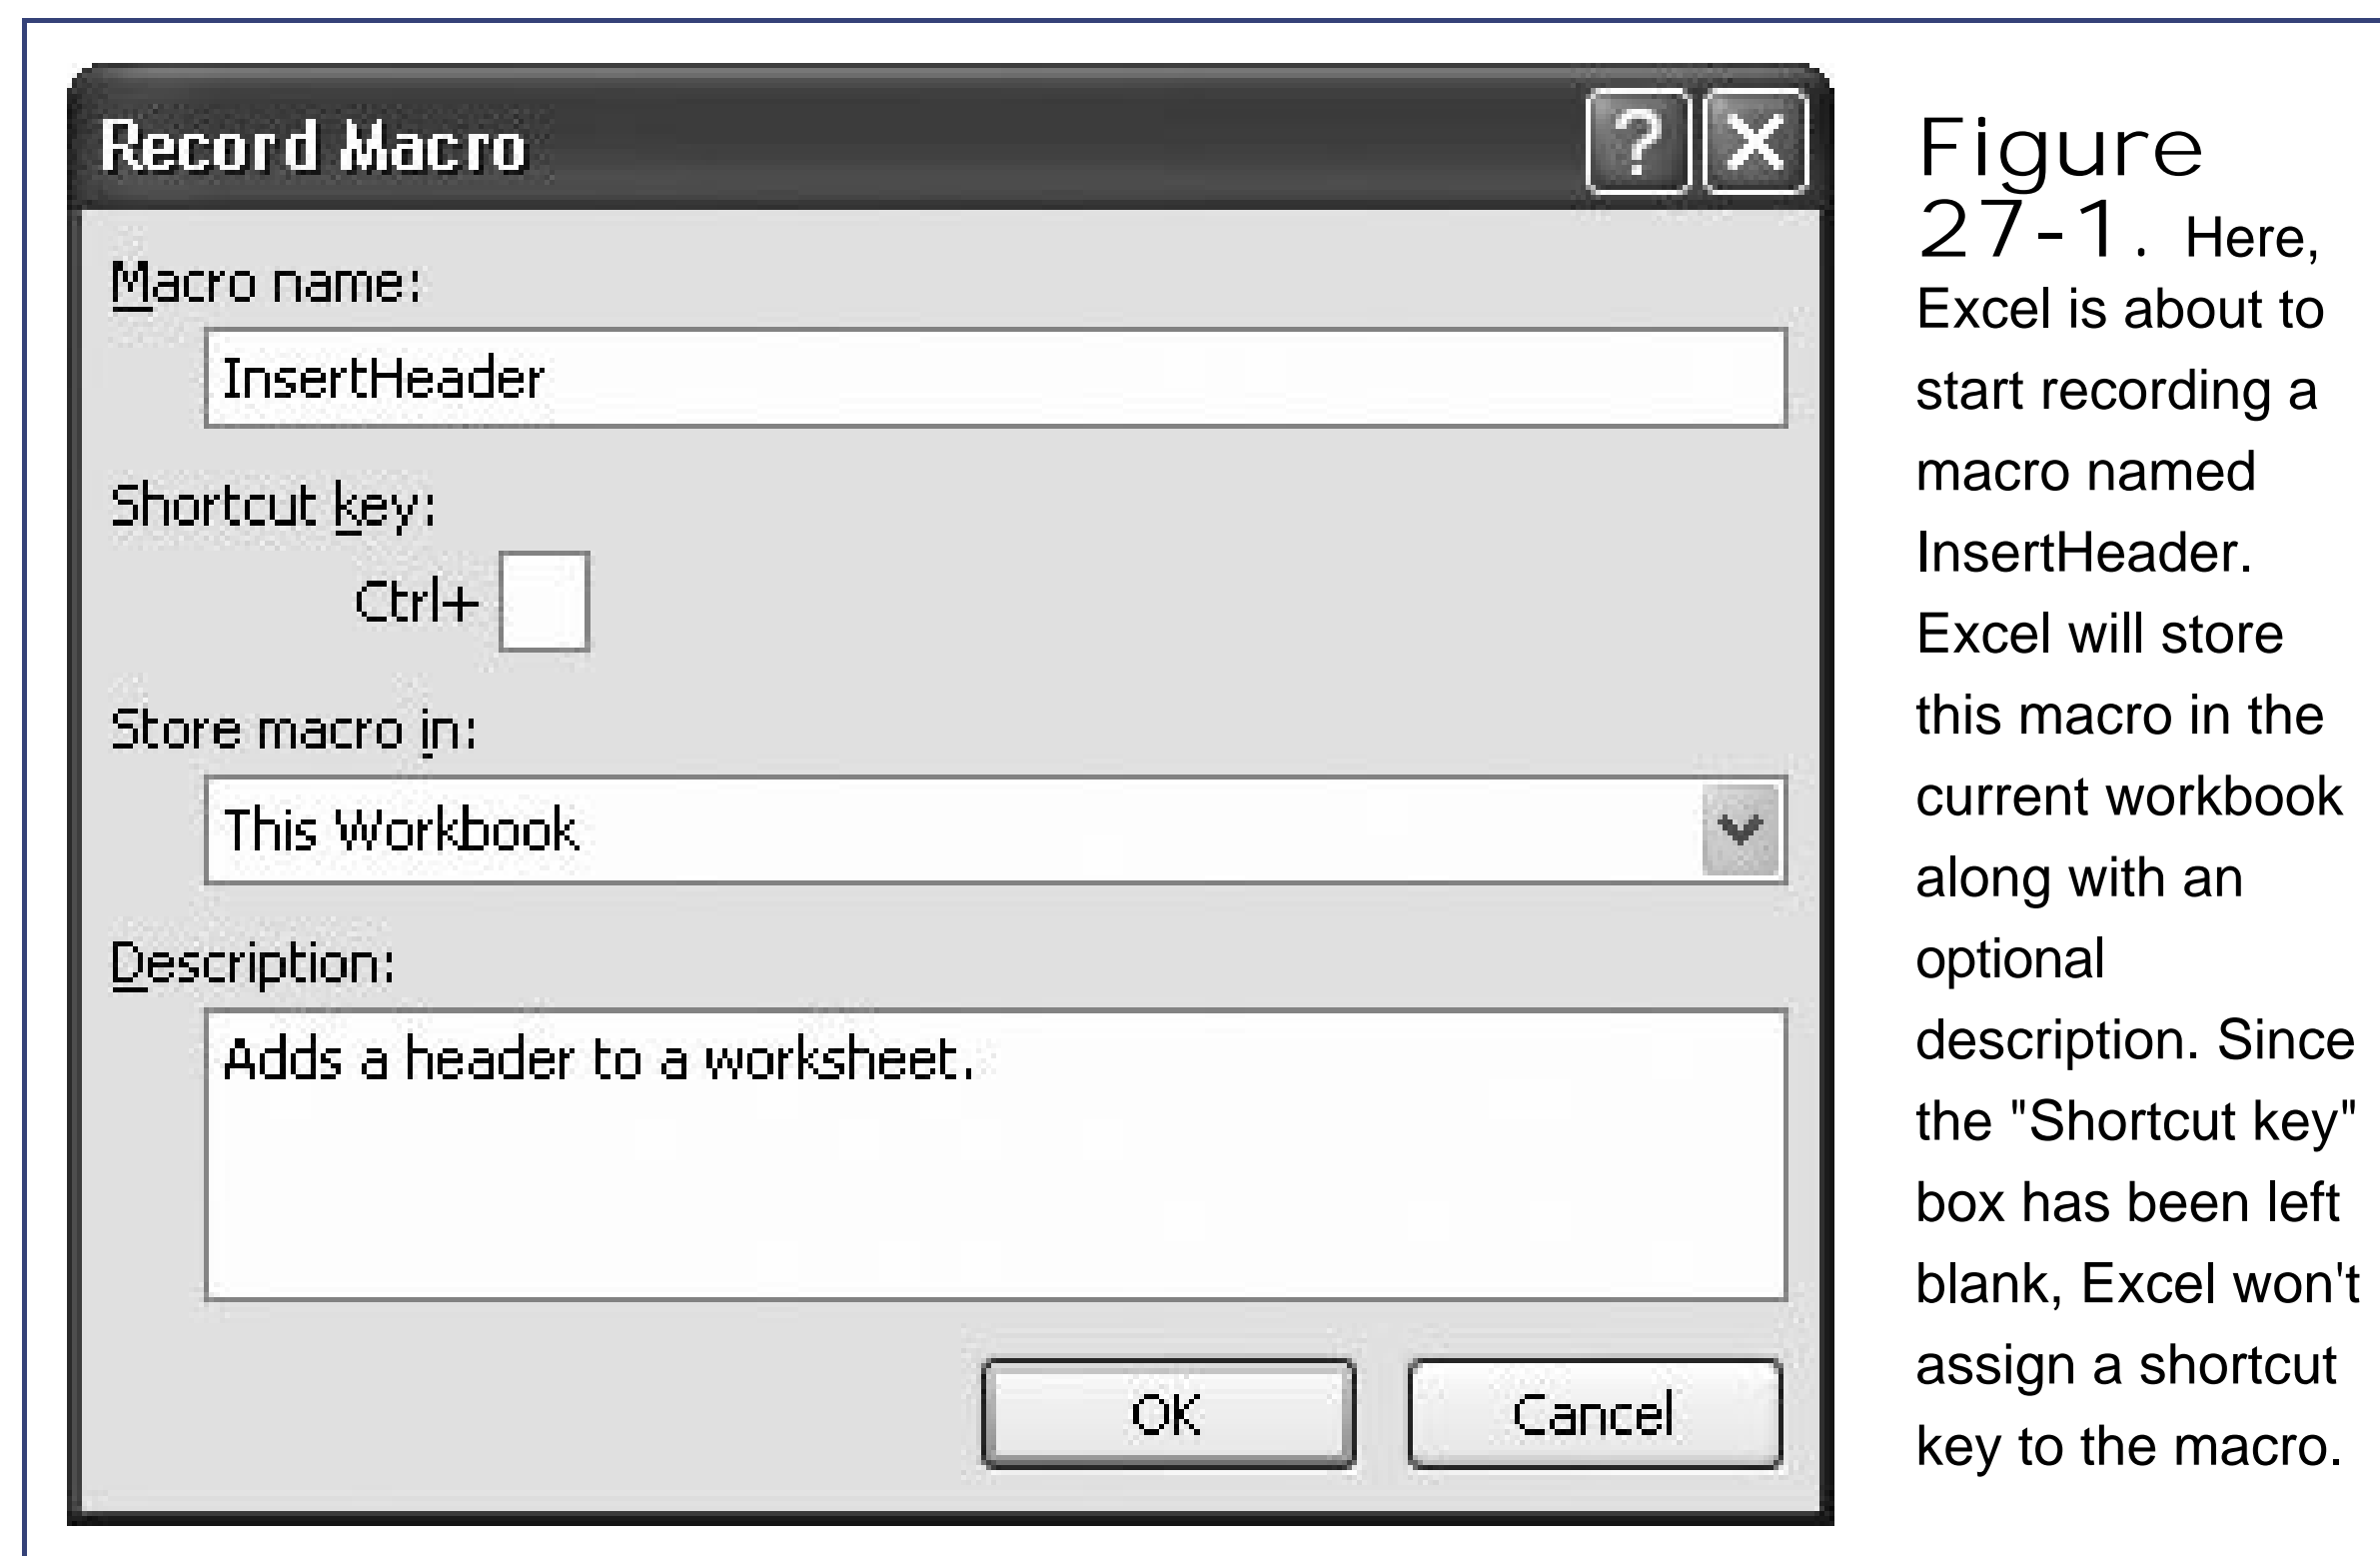 Record Macro
Macro name:
InsertHeader
Shortcut key:
Ctrl+
Store macro in:
This Workbook
Description:
Adds a header to a worksheet.
OK Cancel
Figure
27-1. Here,
Excel is about to
start recording a
macro named
InsertHeader.
Excel will store
this macro in the
current workbook
along with an
optional
description. Since
the "Shortcut key"
box has been left
blank, Excel won't
assign a shortcut
key to the macro.